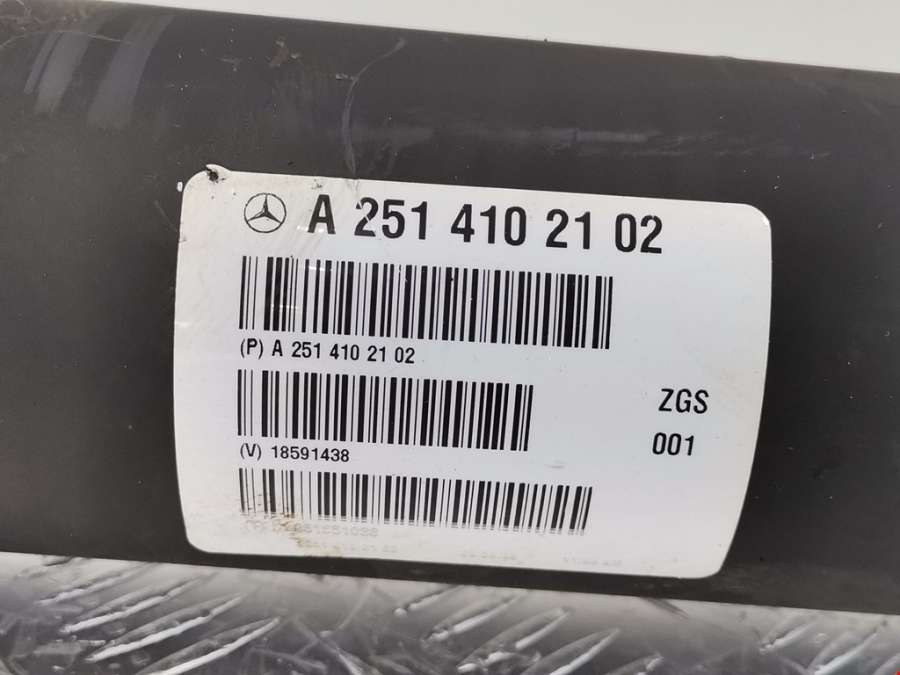 A 251 410 21 02
(P) A 251 410 21 02
ZGS
(V) 18591438
001